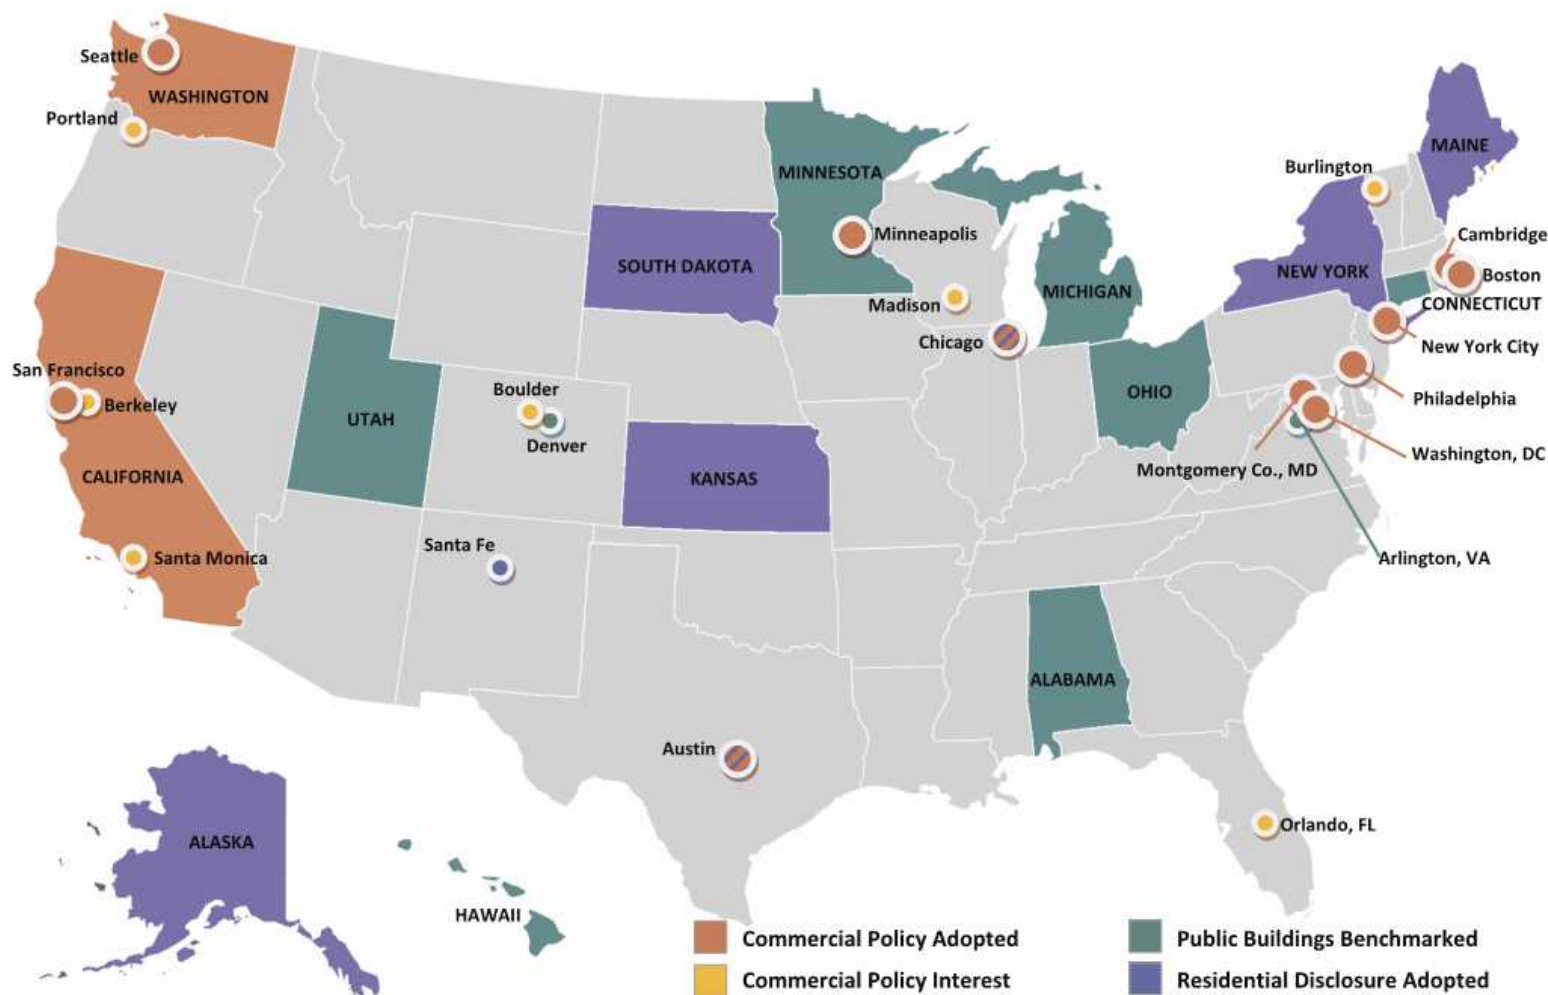 Seattle
WASHINGTON
Portland
MINNESOTA
MAINE
Burlington
Minneapolis
Cambridge
SOUTH DAKOTA
NEW YORK
Boston
MICHIGAN
Madison
CONNECTICUT
Chicago
New York City
San Francisco
Berkeley
Boulder
UTAH
OHIO
Philadelphia
Denver
Washington, DC
CALIFORNIA
KANSAS
Montgomery Co., MD
Santa Fe
Santa Monica
Arlington, VA
ALABAMA
Austin
Orlando, FL
ALASKA
HAWAII
Commercial Policy Adopted
Public Buildings Benchmarked
Commercial Policy Interest
Residential Disclosure Adopted